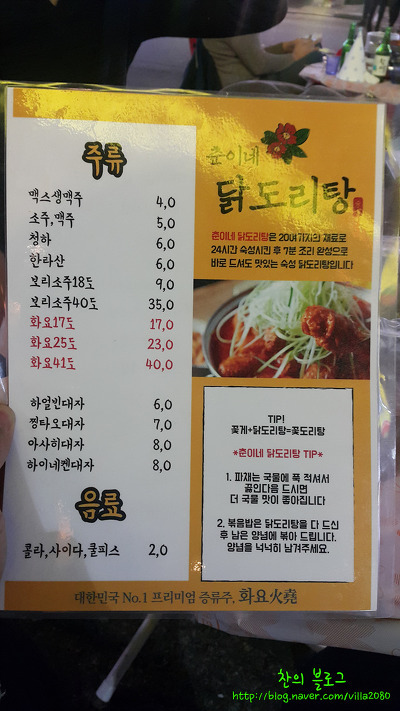 주류
맥스생맥주 4,0
소주,맥주 5,0
청하 6,0
한라산 6,0
보리소주18도 9,0
보리소주40도 35,0
화요17도 17,0
화요25도 23,0
화요41도 40,0
하얼빈대자 6,0
찡타오대자 7,0
아사히대자 8,0
하이네켄대자 8,0
음료
콜라,사이다,쿨피스 2,0
춘이네
닭도리탕
춘이네 닭도리탕은 20여가지의 재료로
24시간 숙성시킨 후 7분 조리 완성으로
바로 드셔도 맛있는 숙성 닭도리탕입니다
TIP!
꽃게+닭도리탕=꽃도리탕
*춘이네 닭도리탕 TIP*
1. 파채는 국물에 푹 적셔서
끓인다음 드시면
더 국물 맛이 좋아집니다
2. 볶음밥은 닭도리탕을 다 드신
후 남은 양념에 볶아 드립니다.
양념을 넉넉히 남겨주세요.
대한민국 No.1 프리미엄 증류주, 화요火堯
찬의 블로그
http://blog.naver.com/villa2080